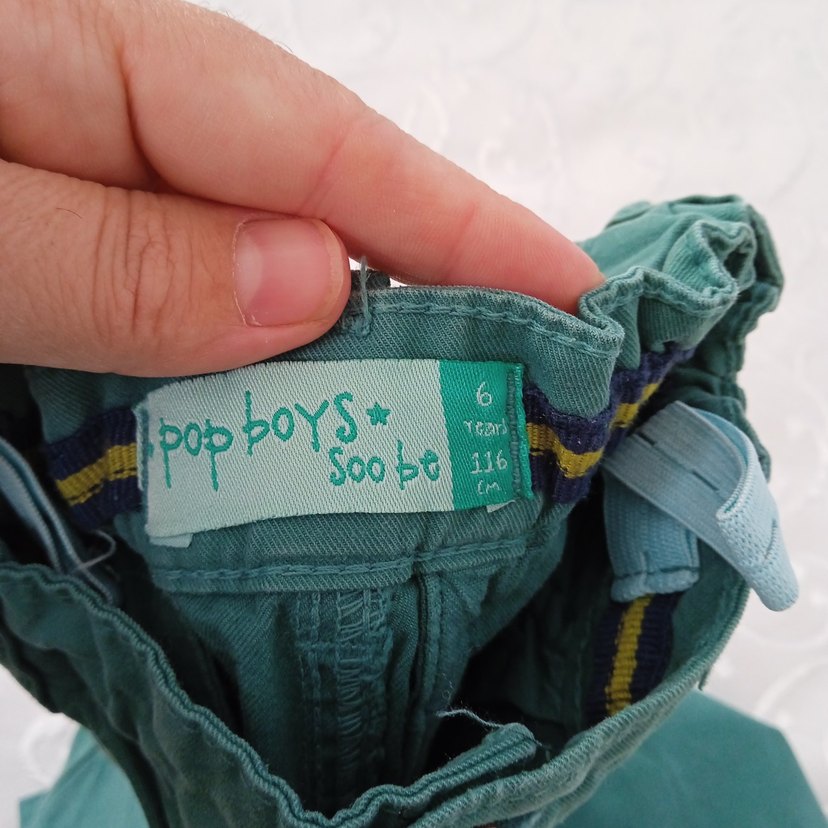 pop boys★
soo be
6
Years
116
cm